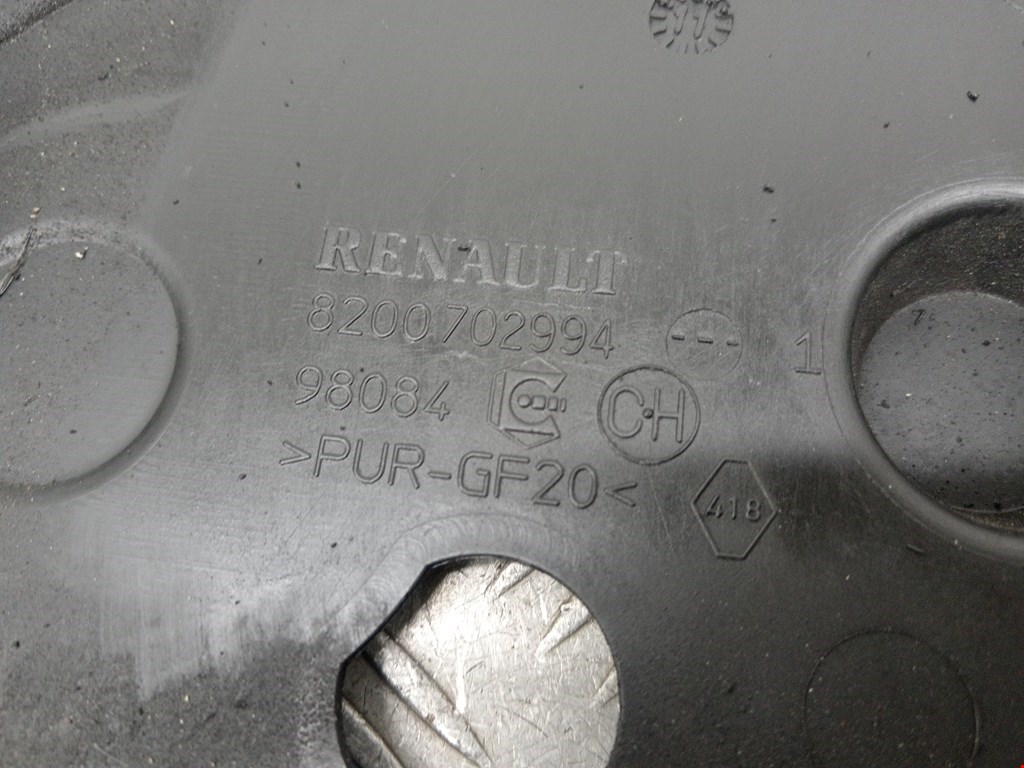 RENAULT
8200702994 --- 1
98084 C·H
>PUR-GF20<
418